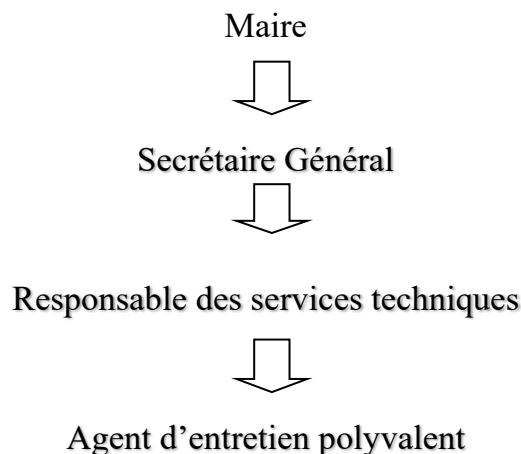 Maire
Secrétaire Général
Responsable des services techniques
Agent d’entretien polyvalent